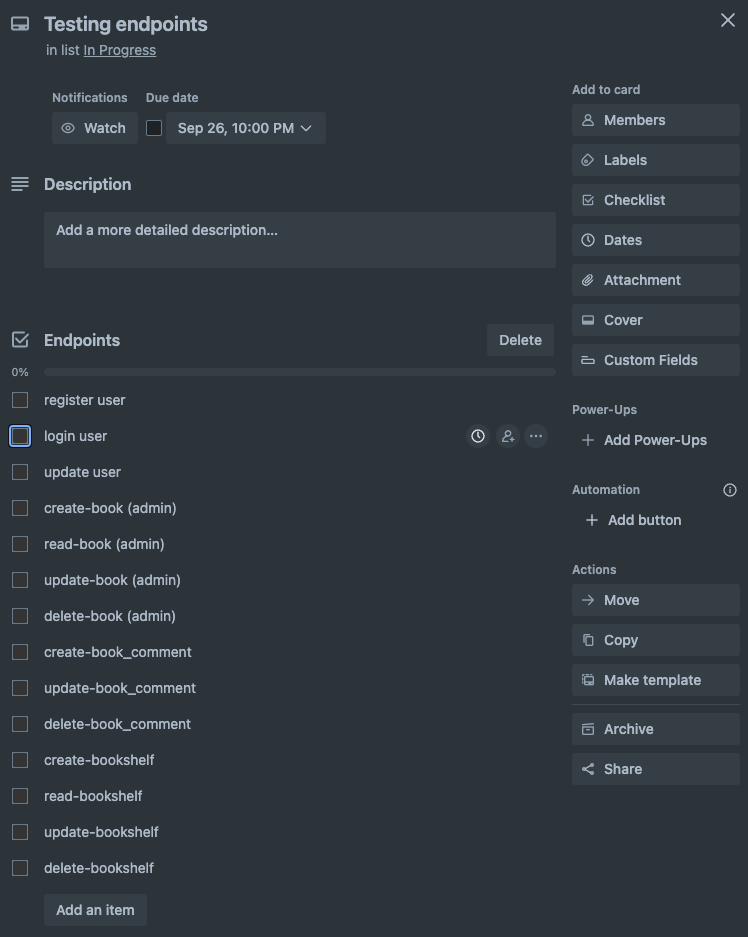 Testing endpoints
in list In Progress
Notifications
Due date
Watch
Sep 26, 10:00 PM
Description
Add a more detailed description...
Endpoints
Delete
0%
register user
login user
update user
create-book (admin)
read-book (admin)
update-book (admin)
delete-book (admin)
create-book_comment
update-book_comment
delete-book_comment
create-bookshelf
read-bookshelf
update-bookshelf
delete-bookshelf
Add an item
Add to card
Members
Labels
Checklist
Dates
Attachment
Cover
Custom Fields
Power-Ups
Add Power-Ups
Automation
Add button
Actions
Move
Copy
Make template
Archive
Share